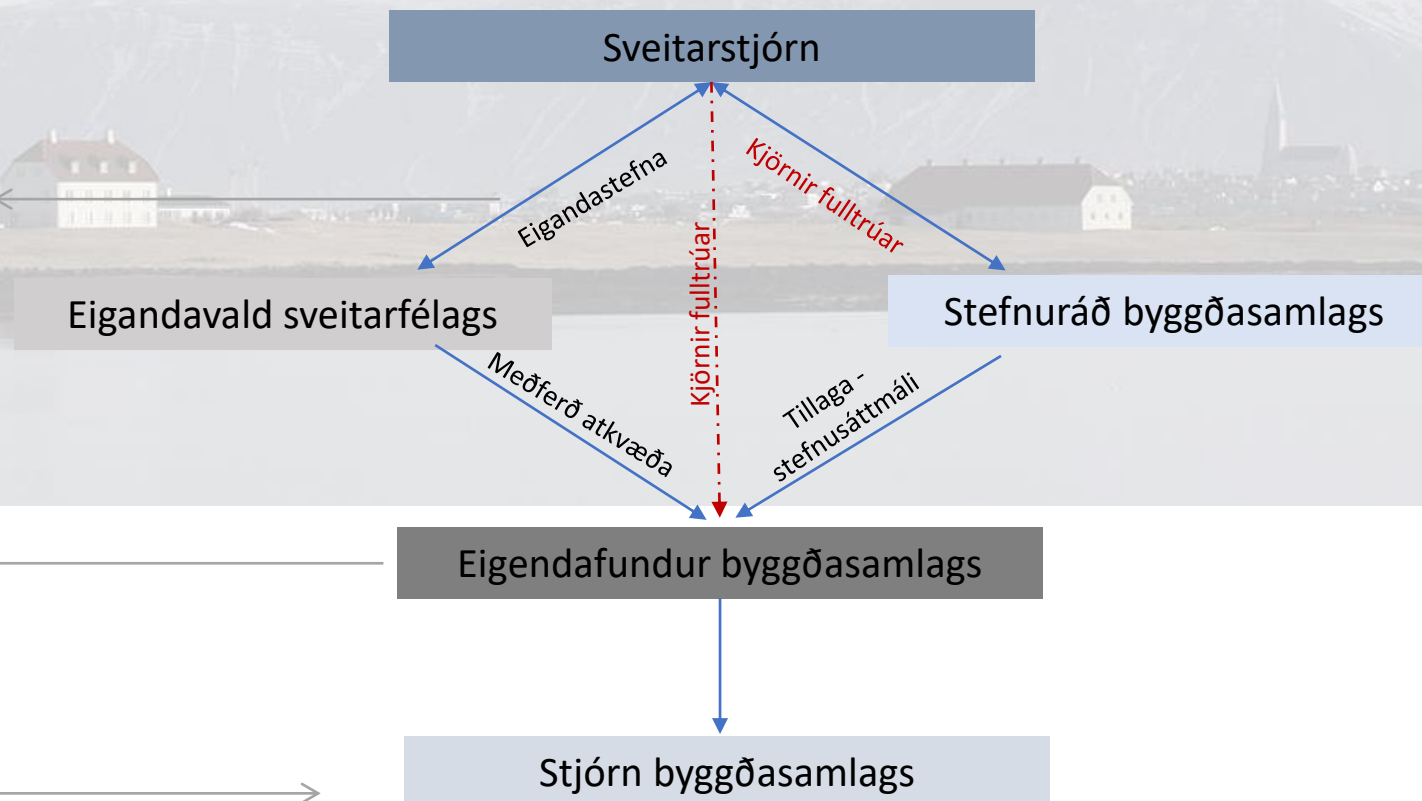 Sveitarstjórn
Eigandastefna
Kjörnir fulltrúar
Kjörnir fulltrúar
Eigandavald sveitarfélags
Stefnuráð byggðasamlags
Meðferð atkvæða
Tillaga -
stefnusáttmáli
Eigendafundur byggðasamlags
Stjórn byggðasamlags